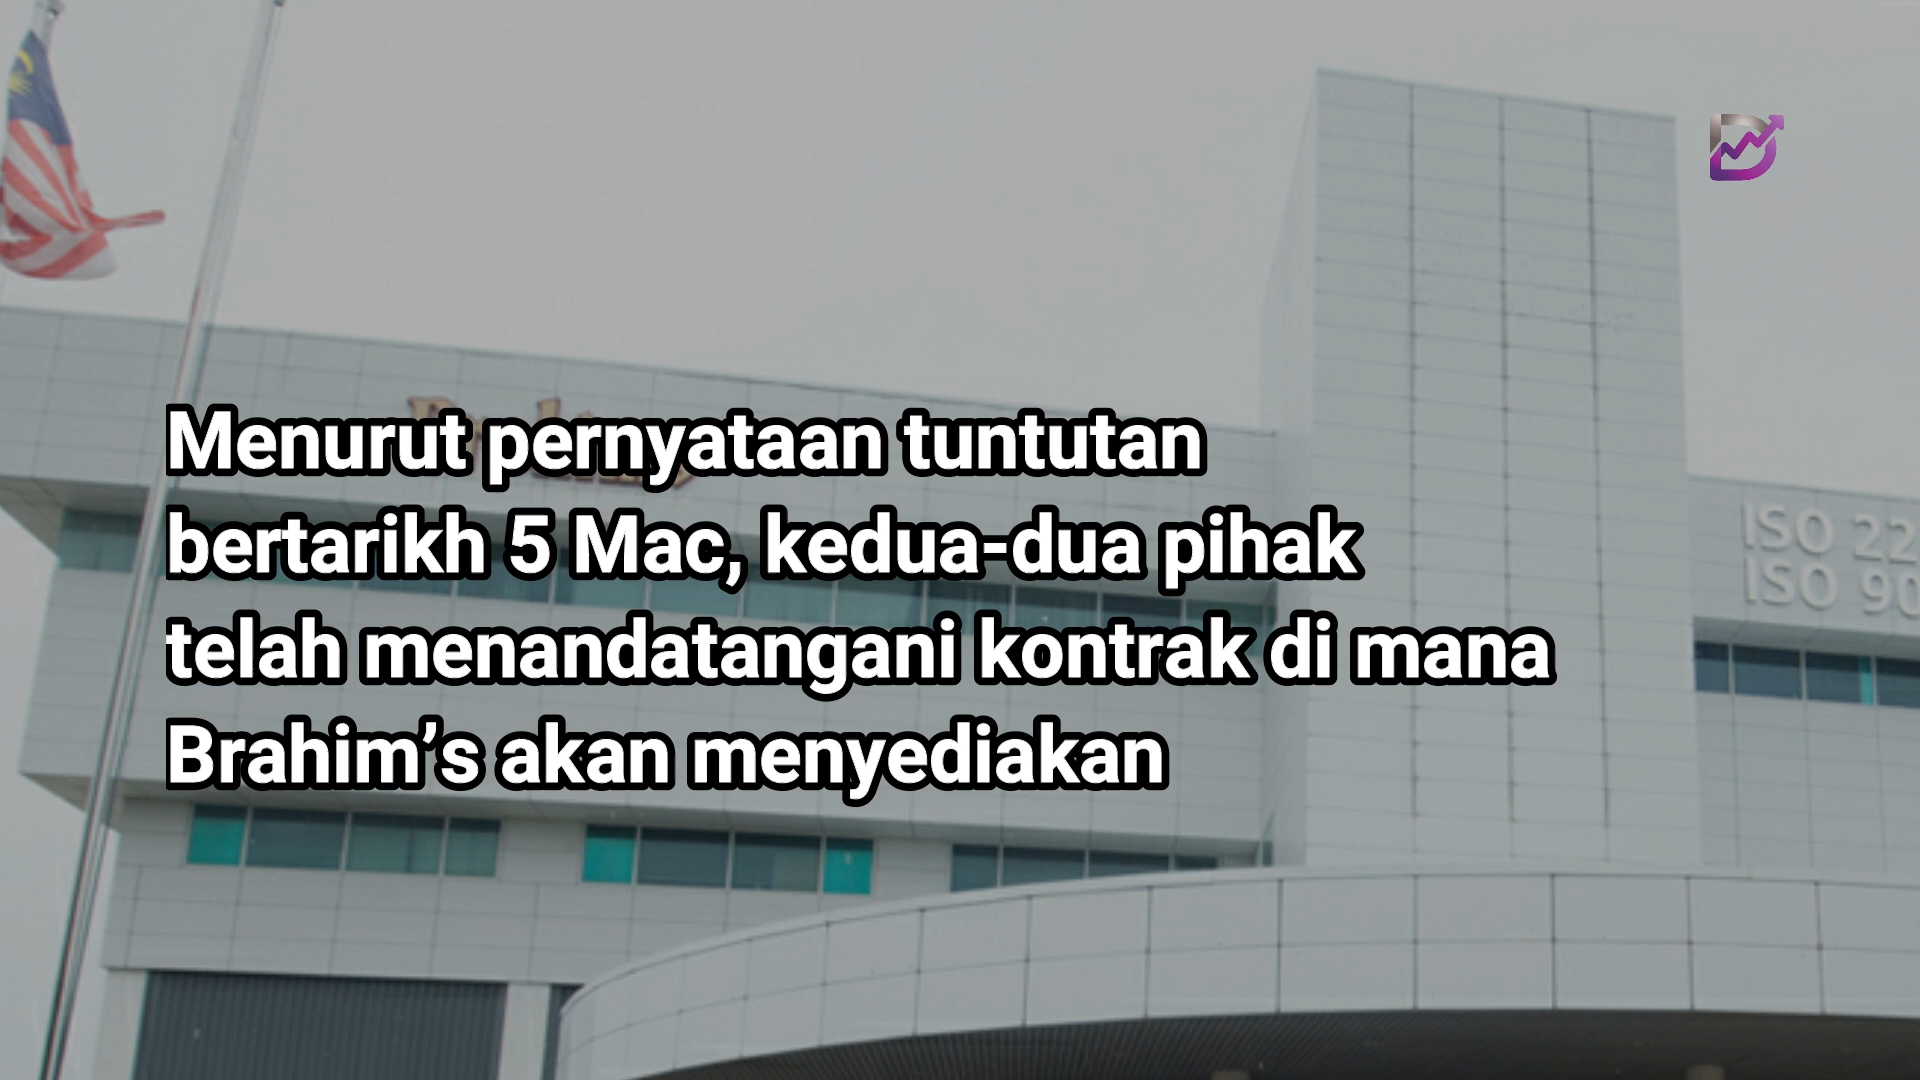 Menurut pernyataan tuntutan
bertarikh 5 Mac, kedua-dua pihak
telah menandatangani kontrak di mana
Brahim’s akan menyediakan
ISO 22
ISO 90